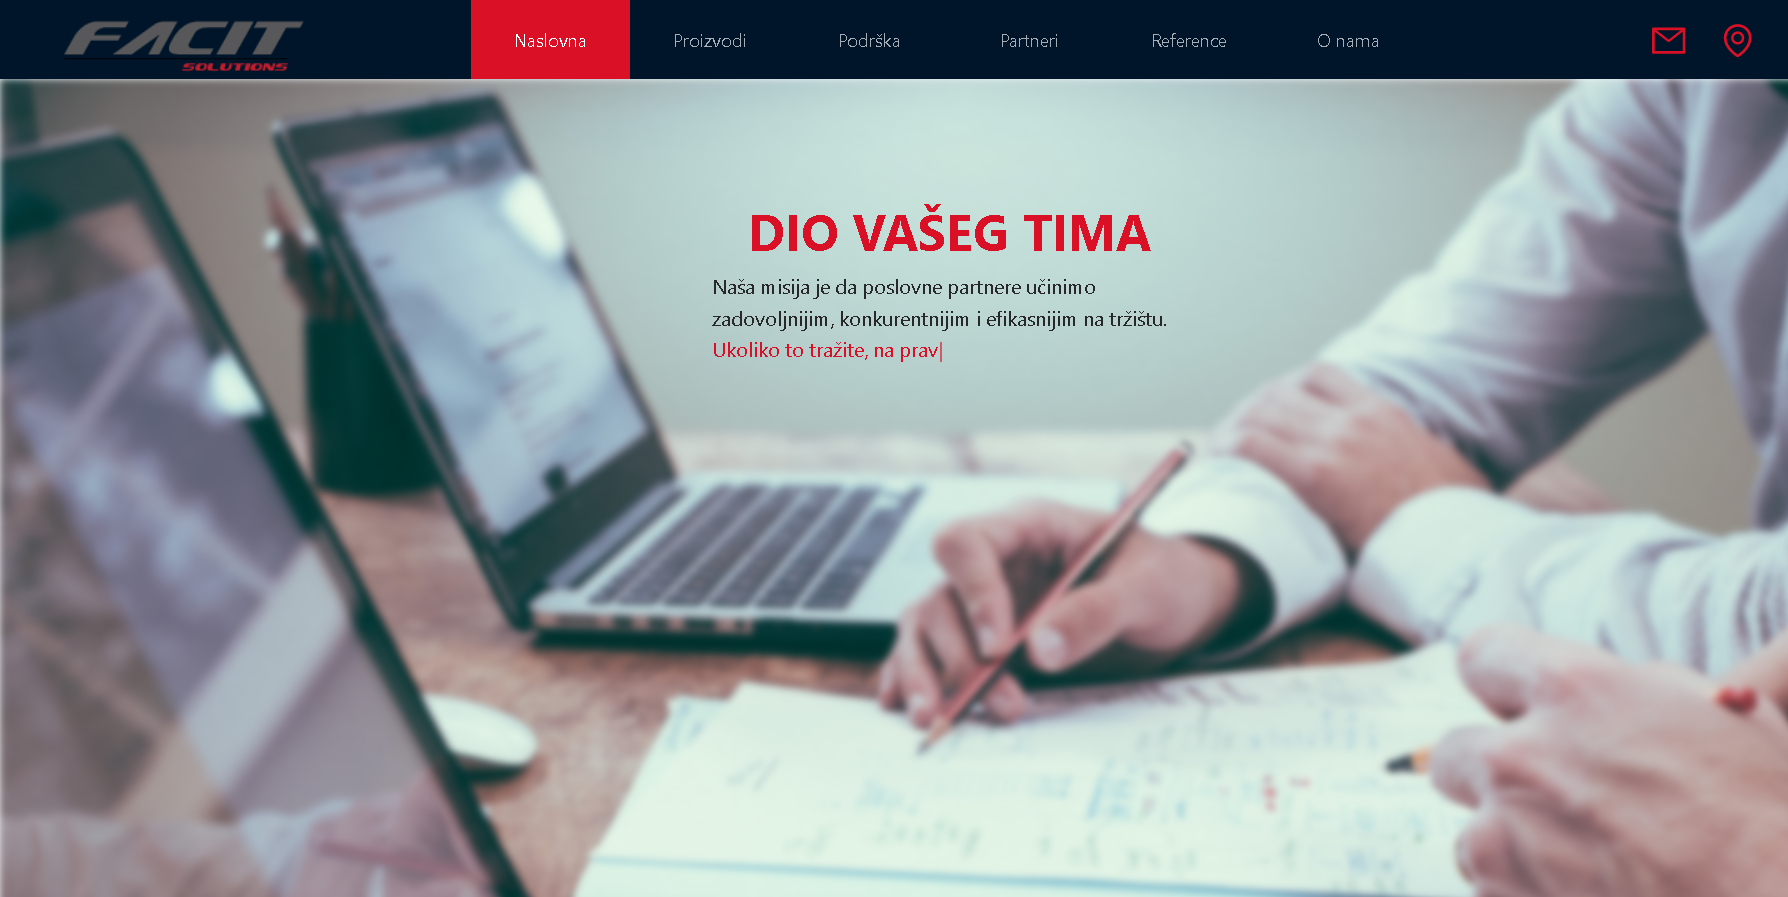 FACIT
SOLUTIONS
Naslovna
Proizvodi
Podrška
Partneri
Reference
O nama
DIO VAŠEG TIMA
Naša misija je da poslovne partnere učinimo
zadovoljnijim, konkurentnijim i efikasnijim na tržištu.
Ukoliko to tražite, na prav|